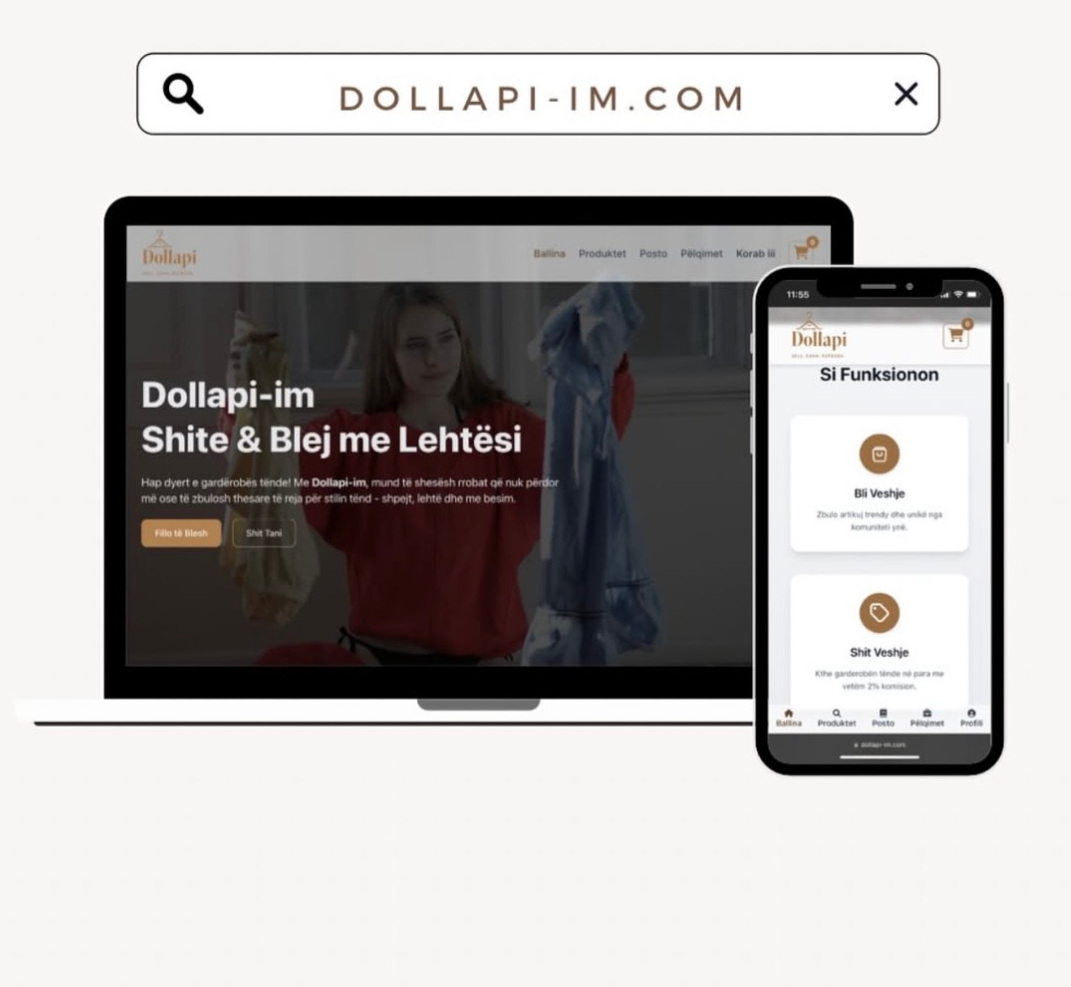 DOLLAPI-IM.COM
Dollapi
Ballina Produktet Posto Pëlqimet Korab iii
0
Dollapi-im
Shite & Blej me Lehtësi
Hap dyert e gardërobës tënde! Me Dollapi-im, mund të shesësh rrobat që nuk përdor
më ose të zbulosh thesare të reja për stilin tënd - shpejt, lehtë dhe me besim.
Fillo të Blesh Shit Tani
11:55
Dollapi
0
Si Funksionon
Bli Veshje
Zbulo artikuj trendy dhe unikë nga
komuniteti ynë.
Shit Veshje
Kthe garderobën tënde në para me
vetëm 2% komision.
Ballina Produktet Posto Pëlqimet Profili
dollapi-im.com